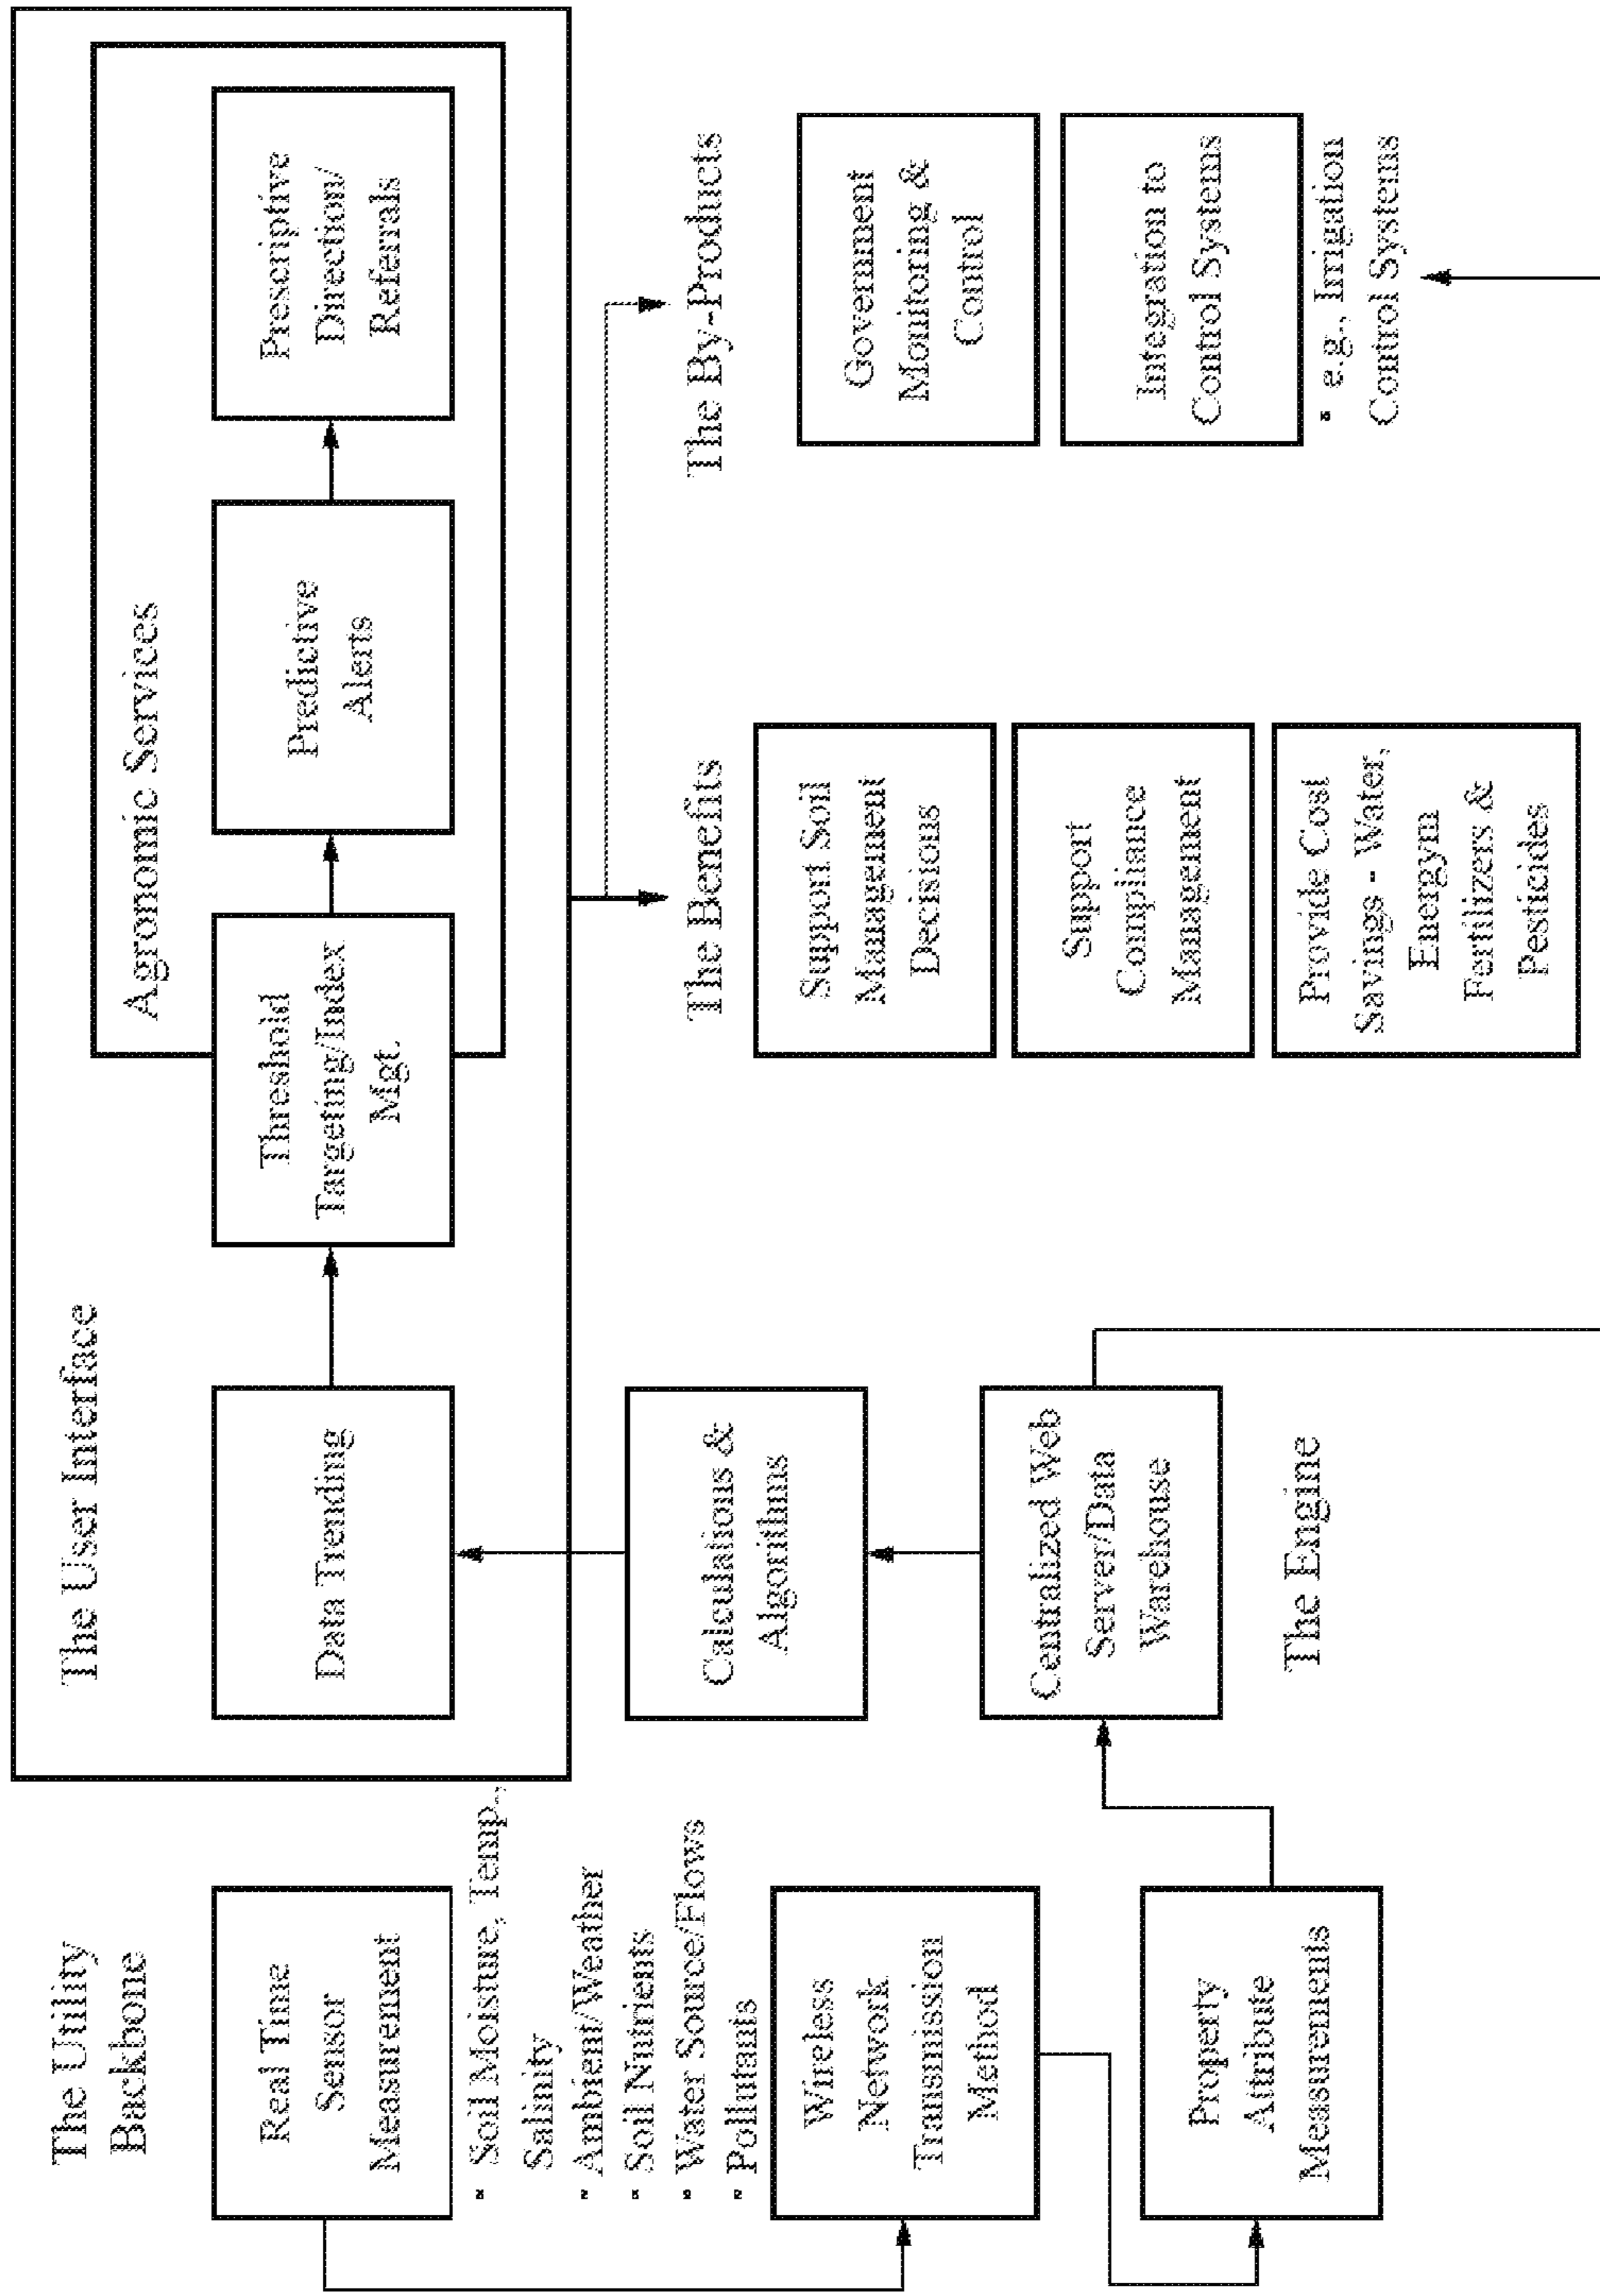 The Utility
Backbone
Real Time
Sensor
Measurement
- Soil Moisture, Temp.,
Salinity
- Ambient/Weather
- Soil Nutrients
- Water Source/Flows
- Pollutants
Wireless
Network
Transmission
Method
Property
Attribute
Measurements
The User Interface
Data Trending
Calculations &
Algorithms
Centralized Web
Server/Data
Warehouse
The Engine
Agronomic Services
Threshold
Targeting/Index
Mgt.
Predictive
Alerts
Prescriptive
Direction/
Referrals
The Benefits
Support Soil
Management
Decisions
Support
Compliance
Management
Provide Cost
Savings - Water,
Energym
Fertilizers &
Pesticides
The By-Products
Government
Monitoring &
Control
Integration to
Control Systems
- e.g., Irrigation
Control Systems